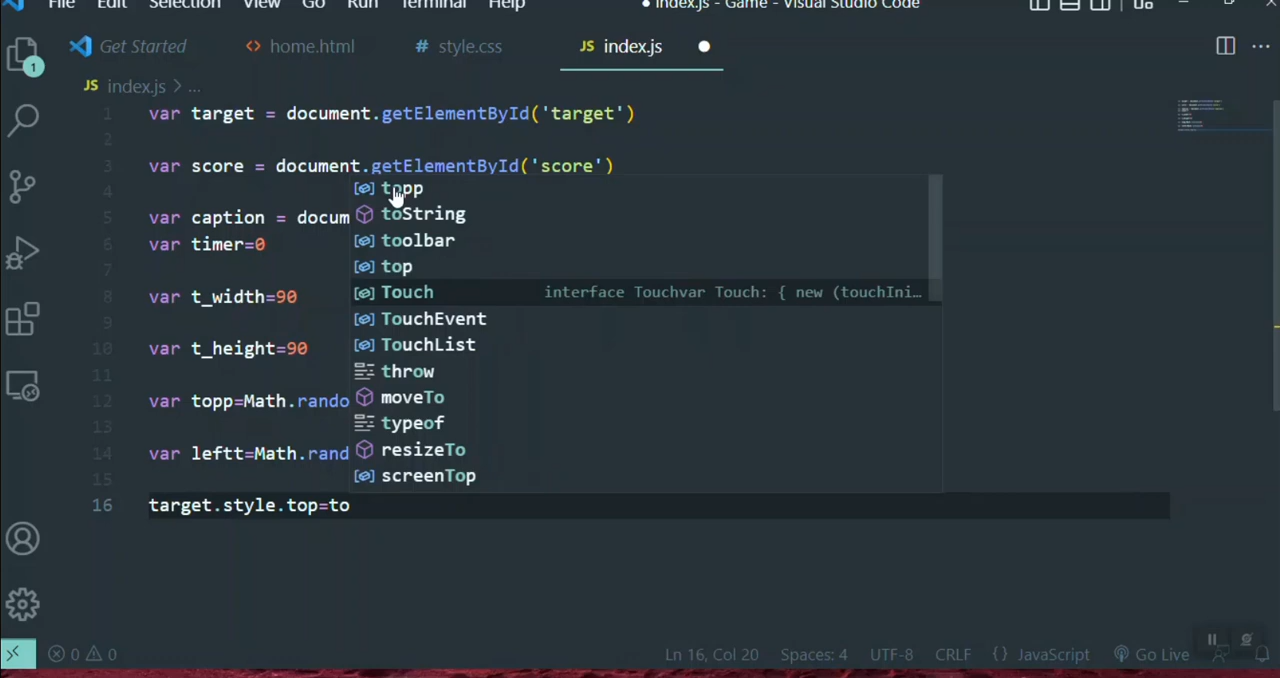 File Edit Selection View Go Run Terminal Help ● index.js - Game - Visual Studio Code
Get Started home.html # style.css JS index.js
1
JS index.js > ...
1 var target = document.getElementById('target')
2
3 var score = document.getElementById('score')
4
5 var caption = docum
6 var timer=0
7
8 var t_width=90
9
10 var t_height=90
11
12 var topp=Math.rando
13
14 var leftt=Math.rand
15
16 target.style.top=to
topp
toString
toolbar
top
Touch interface Touchvar Touch: { new (touchIni…
TouchEvent
TouchList
throw
moveTo
typeof
resizeTo
screenTop
0 0 Ln 16, Col 20 Spaces: 4 UTF-8 CRLF {} JavaScript Go Live